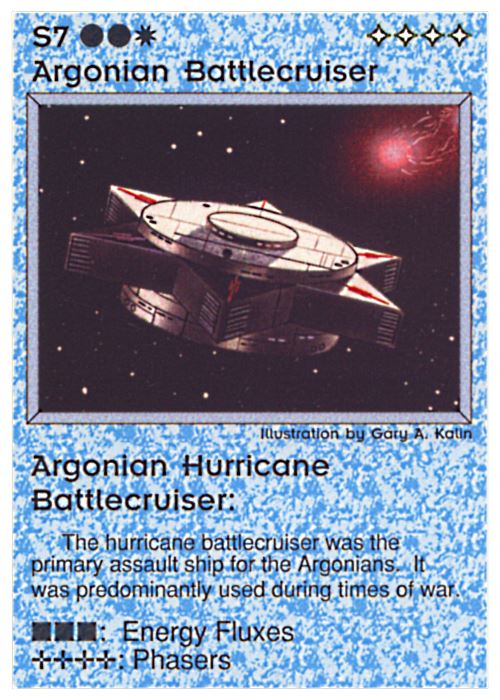 S7
Argonian Battlecruiser
Illustration by Gary A. Kalin
Argonian Hurricane
Battlecruiser:
The hurricane battlecruiser was the
primary assault ship for the Argonians. It
was predominantly used during times of war.
: Energy Fluxes
: Phasers